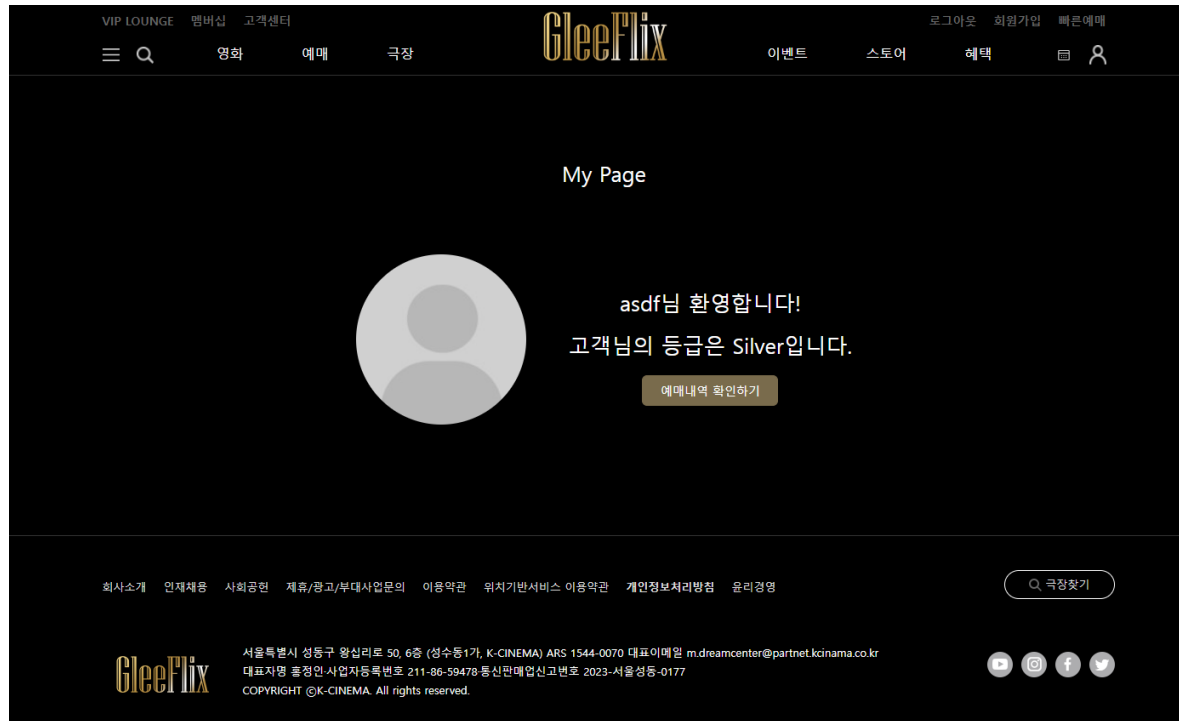 VIP LOUNGE 멤버십 고객센터
로그아웃 회원가입 빠른예매
GleeFlix
영화 예매 극장
이벤트 스토어 혜택
My Page
asdf님 환영합니다!
고객님의 등급은 Silver입니다.
예매내역 확인하기
회사소개 인재채용 사회공헌 제휴/광고/부대사업문의 이용약관 위치기반서비스 이용약관 개인정보처리방침 윤리경영
극장찾기
GleeFlix
서울특별시 성동구 왕십리로 50, 6층 (성수동1가, K-CINEMA) ARS 1544-0070 대표이메일 m.dreamcenter@partnet.kcinama.co.kr
대표자명 홍정인·사업자등록번호 211-86-59478·통신판매업신고번호 2023-서울성동-0177
COPYRIGHT ©K-CINEMA. All rights reserved.